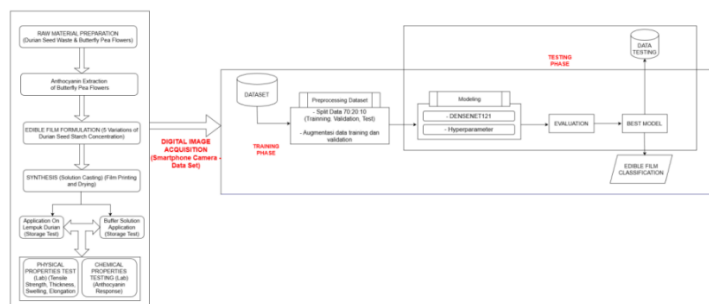 RAW MATERIAL PREPARATION
(Durian Seed Waste & Butterfly Pea Flowers)
Anthocyanin Extraction
of Butterfly Pea Flowers
EDIBLE FILM FORMULATION (5 Variations of
Durian Seed Starch Concentration)
SYNTHESIS (Solution Casting) (Film Printing
and Drying)
Application On
Lempuk Durian
(Storage Test)
Buffer Solution
Application
(Storage Test)
PHYSICAL
PROPERTIES TEST
(Lab) (Tensile
Strength, Thickness,
Swelling, Elongation)
CHEMICAL
PROPERTIES
TESTING (Lab)
(Anthocyanin
Response)
DIGITAL IMAGE
ACQUISITION
(Smartphone Camera -
Data Set)
DATASET
TRAINING
PHASE
Preprocessing Dataset
- Split Data 70:20:10
(Trainning, Validation, Test)
- Augmentasi data training dan
validation
Modeling
- DENSENET121
- Hyperparameter
EVALUATION
BEST MODEL
TESTING
PHASE
DATA
TESTING
EDIBLE FILM
CLASSIFICATION